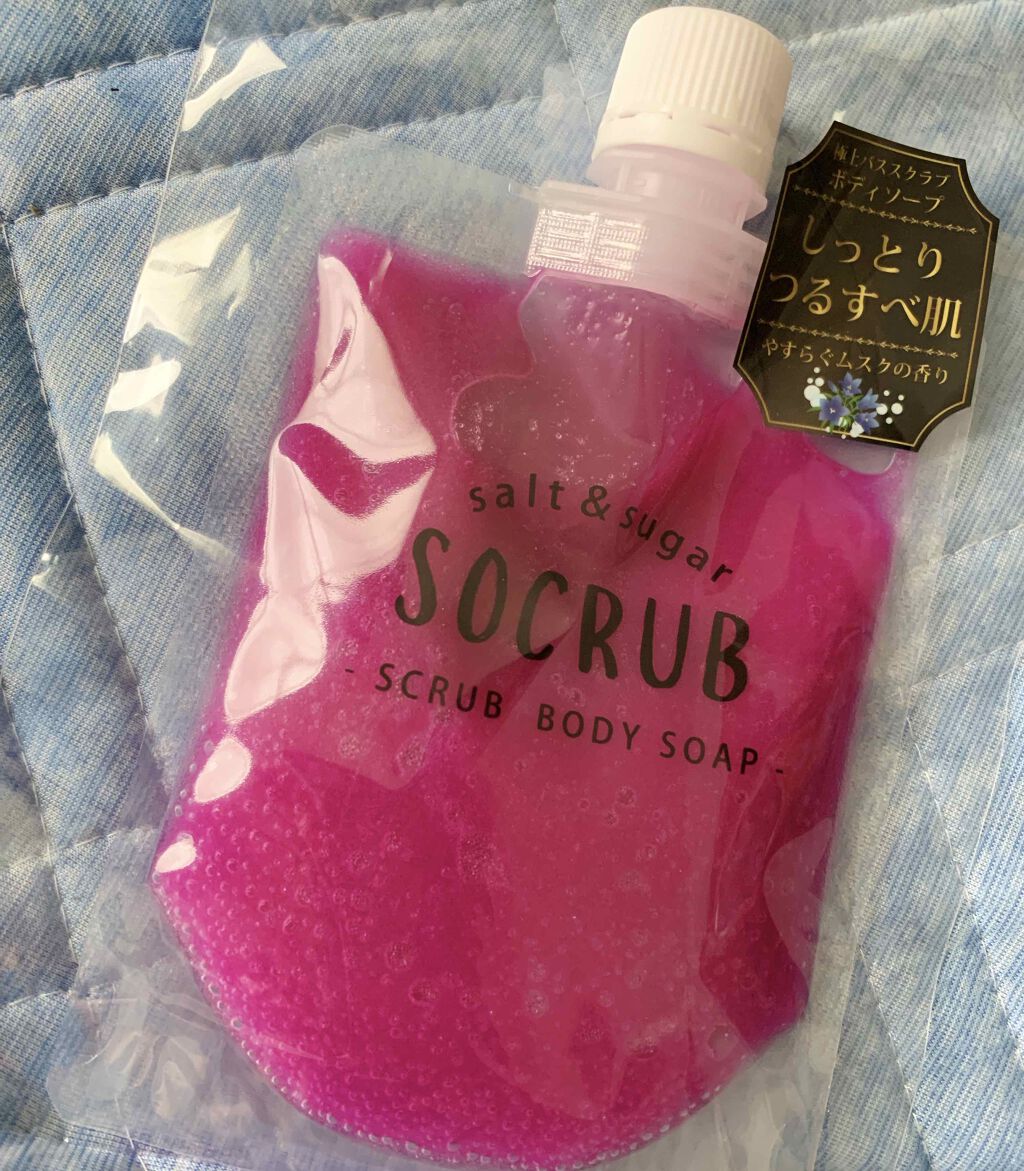 極上バススクラブ
ボディソープ
しっとり
つるすべ肌
やすらぐムスクの香り
salt & sugar
SOCRUB
- SCRUB BODY SOAP -